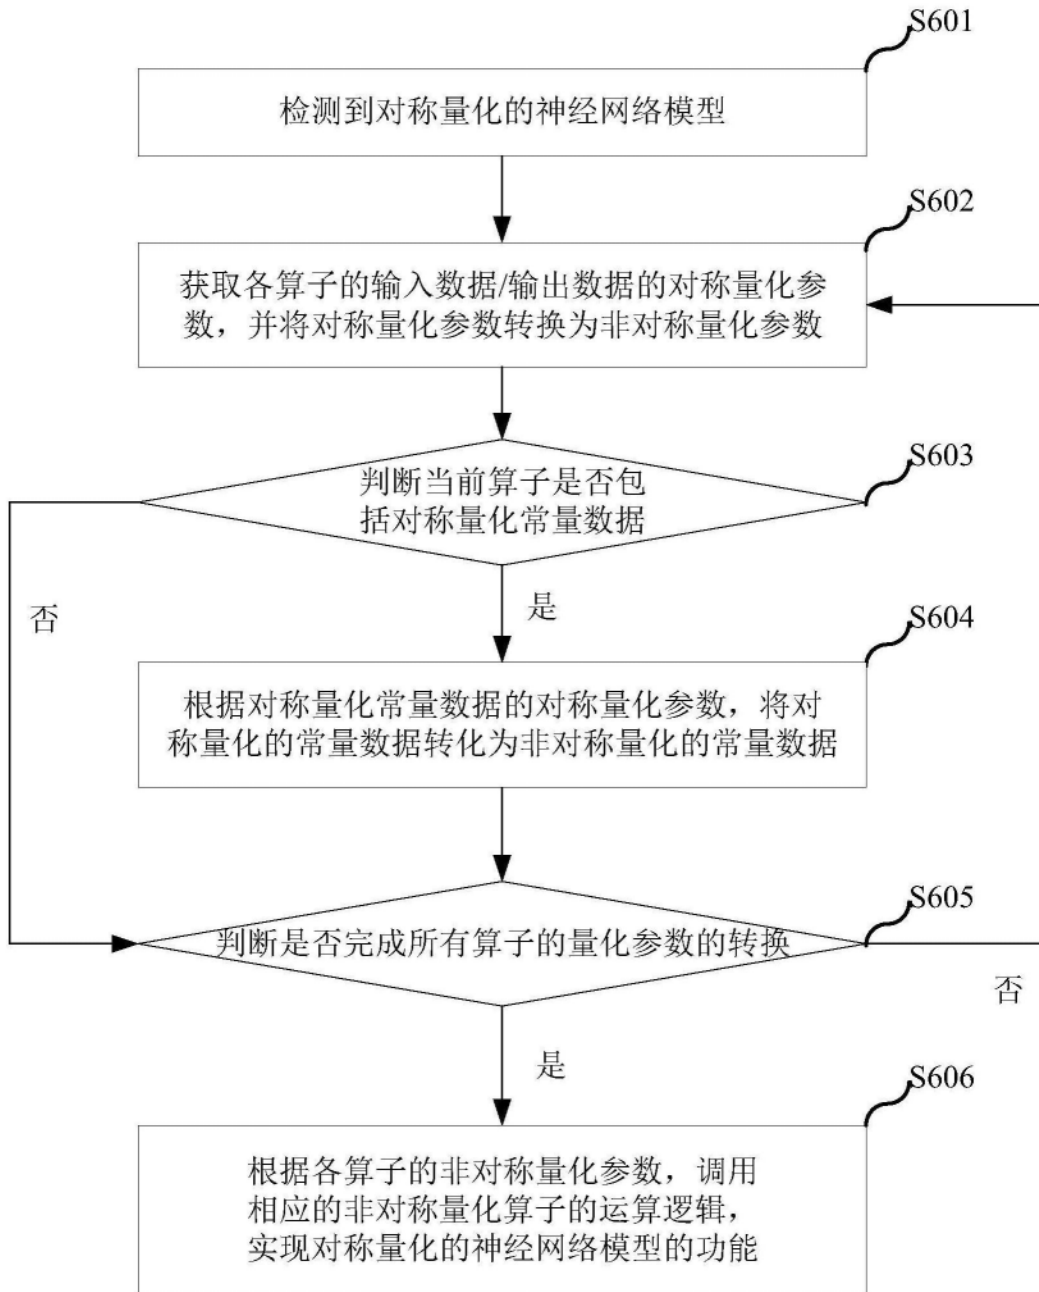 S601
检测到对称量化的神经网络模型
S602
获取各算子的输入数据/输出数据的对称量化参
数，并将对称量化参数转换为非对称量化参数
S603
判断当前算子是否包
括对称量化常量数据
否
是
S604
根据对称量化常量数据的对称量化参数，将对
称量化的常量数据转化为非对称量化的常量数据
S605
判断是否完成所有算子的量化参数的转换
否
是
S606
根据各算子的非对称量化参数，调用
相应的非对称量化算子的运算逻辑，
实现对称量化的神经网络模型的功能